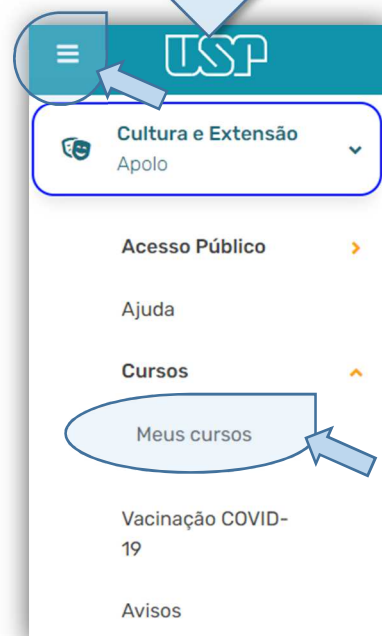 USP
Cultura e Extensão
Apolo
Acesso Público
Ajuda
Cursos
Meus cursos
Vacinação COVID-
19
Avisos